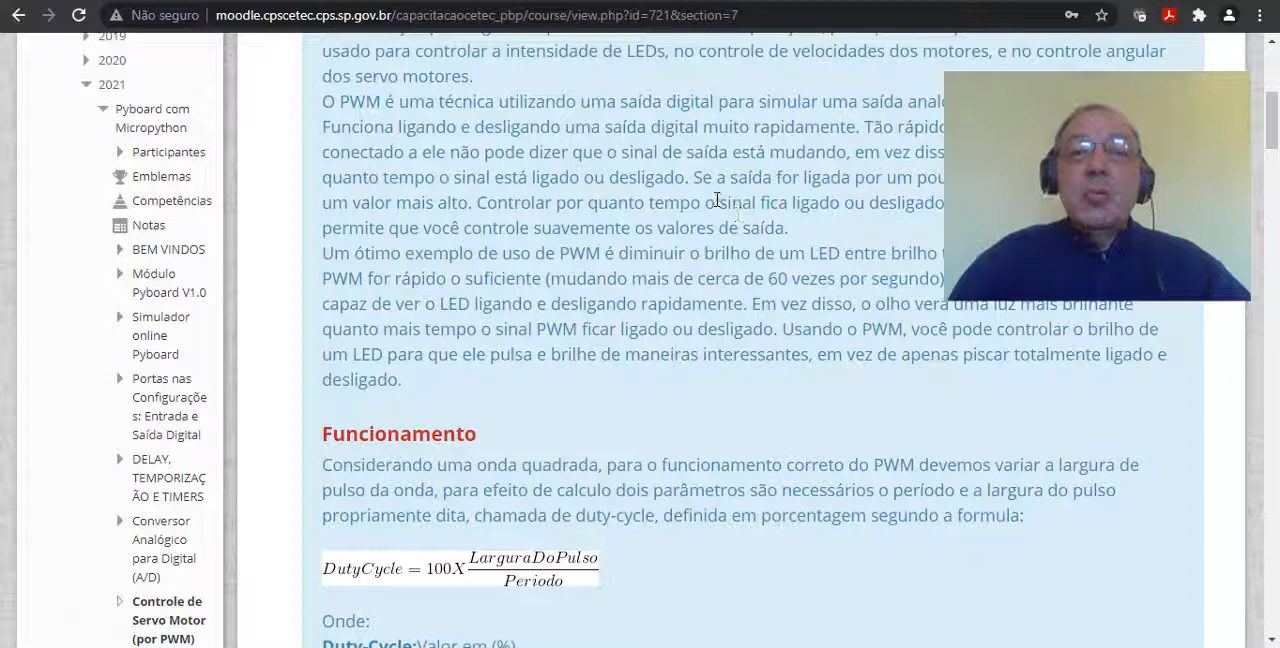 Não seguro
moodle.cpscetec.cps.sp.gov.br/capacitacaocetec_pbp/course/view.php?id=721&section=7
2019
2020
2021
Pyboard com
Micropython
Participantes
Emblemas
Competências
Notas
BEM VINDOS
Módulo
Pyboard V1.0
Simulador
online
Pyboard
Portas nas
Configuraçõe
s: Entrada e
Saída Digital
DELAY,
TEMPORIZAÇ
ÃO E TIMERS
Conversor
Analógico
para Digital
(A/D)
Controle de
Servo Motor
(por PWM)
usado para controlar a intensidade de LEDs, no controle de velocidades dos motores, e no controle angular
dos servo motores.
O PWM é uma técnica utilizando uma saída digital para simular uma saída
Funciona ligando e desligando uma saída digital muito rapidamente. Tão
conectado a ele não pode dizer que o sinal de saída está mudando, em vez
quanto tempo o sinal está ligado ou desligado. Se a saída for ligada por um
um valor mais alto. Controlar por quanto tempo o sinal fica ligado ou desligado
permite que você controle suavemente os valores de saída.
Um ótimo exemplo de uso de PWM é diminuir o brilho de um LED entre brilho
PWM for rápido o suficiente (mudando mais de cerca de 60 vezes por segundo)
capaz de ver o LED ligando e desligando rapidamente. Em vez disso, o olho verá uma luz mais brilhante
quanto mais tempo o sinal PWM ficar ligado ou desligado. Usando o PWM, você pode controlar o brilho de
um LED para que ele pulsa e brilhe de maneiras interessantes, em vez de apenas piscar totalmente ligado e
desligado.
Funcionamento
Considerando uma onda quadrada, para o funcionamento correto do PWM devemos variar a largura de
pulso da onda, para efeito de calculo dois parâmetros são necessários o período e a largura do pulso
propriamente dita, chamada de duty-cycle, definida em porcentagem segundo a formula:
DutyCycle = 100X LarguraDoPulso
Periodo
Onde:
Duty-Cycle:Valor em (%)